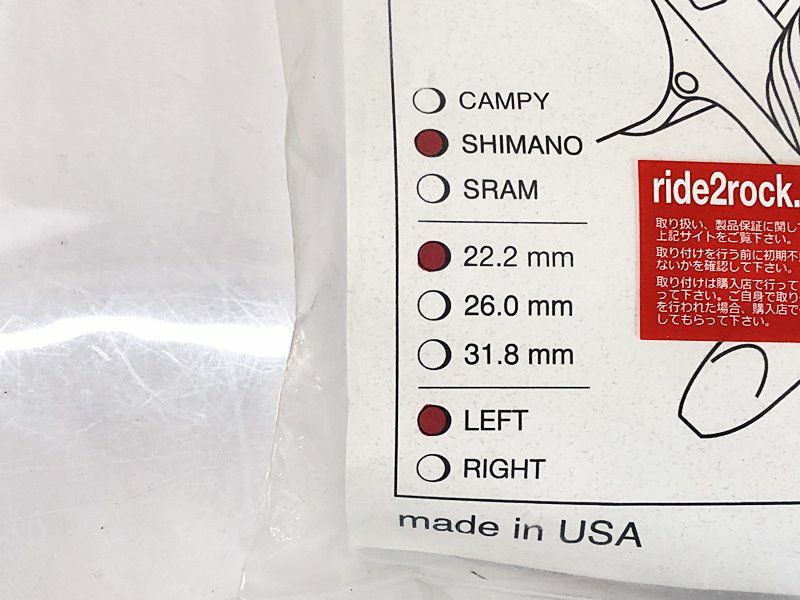 CAMPY
SHIMANO
SRAM
22.2 mm
26.0 mm
31.8 mm
LEFT
RIGHT
made in USA
ride2rock.
取り扱い、製品保証に関して
上記サイトをご覧下さい。
取り付けを行う前に初期不
ないかを確認して下さい。
取り付けは購入店で行って
って下さい。ご自身で取り
を行われた場合、購入店で
してもらって下さい。